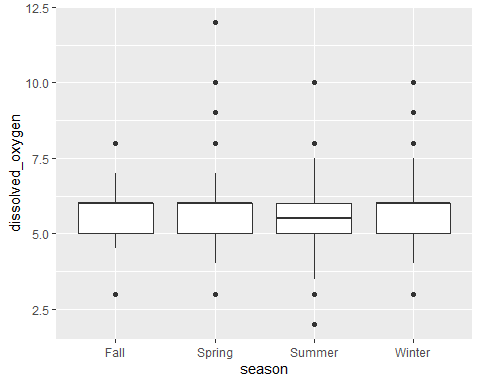 12.5
10.0
7.5
5.0
2.5
dissolved_oxygen
Fall Spring Summer Winter
season